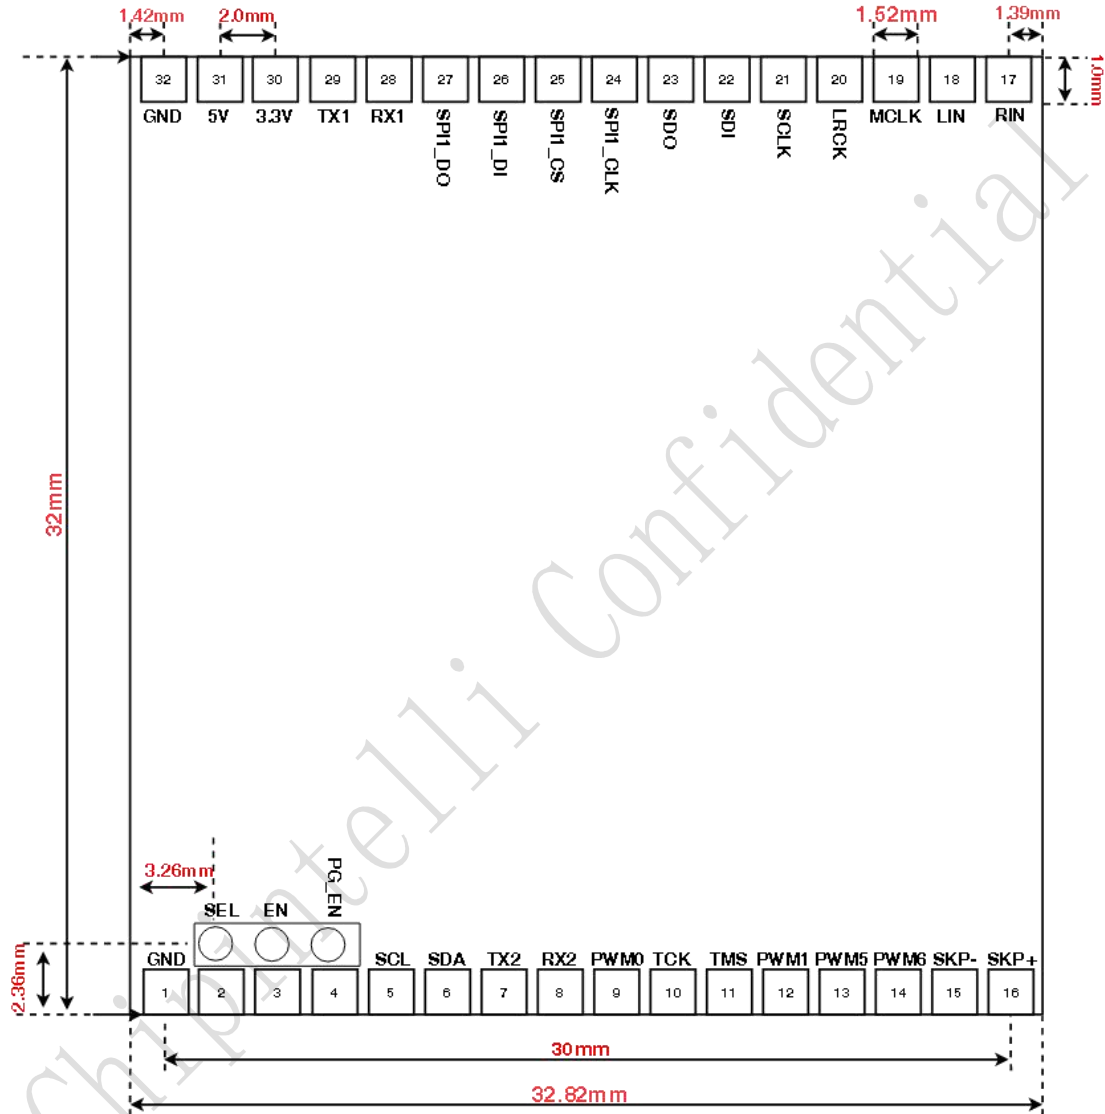 1.42mm 2.0mm 1.52mm 1.39mm
32 31 30 29 28 27 26 25 24 23 22 21 20 19 18 17
1.0mm
GND 5V 3.3V TX1 RX1 SPI1_DO SPI1_DI SPI1_CS SPI1_CLK SDO SDI SCLK LRCK MCLK LIN RIN
32mm
Chipintelli Confidential
3.26mm
PG_EN
SEL EN
2.36mm
GND SCL SDA TX2 RX2 PWM0 TCK TMS PWM1 PWM5 PWM6 SKP- SKP+
1 2 3 4 5 6 7 8 9 10 11 12 13 14 15 16
30mm
32.82mm